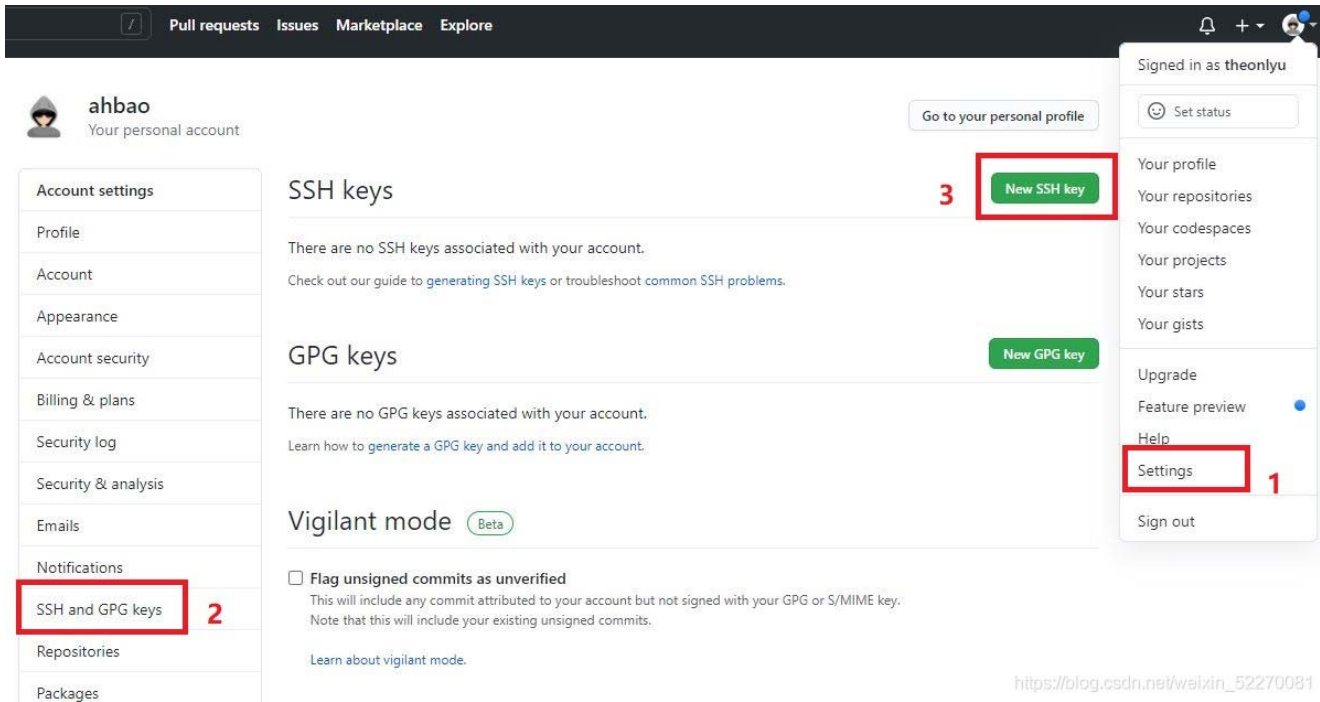 / Pull requests Issues Marketplace Explore
Signed in as theonlyu
Set status
Your profile
Your repositories
Your codespaces
Your projects
Your stars
Your gists
Upgrade
Feature preview
Help
Settings
1
Sign out
ahbao
Your personal account
Go to your personal profile
Account settings
Profile
Account
Appearance
Account security
Billing & plans
Security log
Security & analysis
Emails
Notifications
SSH and GPG keys
2
Repositories
Packages
SSH keys
3
New SSH key
There are no SSH keys associated with your account.
Check out our guide to generating SSH keys or troubleshoot common SSH problems.
GPG keys
New GPG key
There are no GPG keys associated with your account.
Learn how to generate a GPG key and add it to your account.
Vigilant mode Beta
Flag unsigned commits as unverified
This will include any commit attributed to your account but not signed with your GPG or S/MIME key.
Note that this will include your existing unsigned commits.
Learn about vigilant mode.
https://blog.csdn.net/weixin_52270081